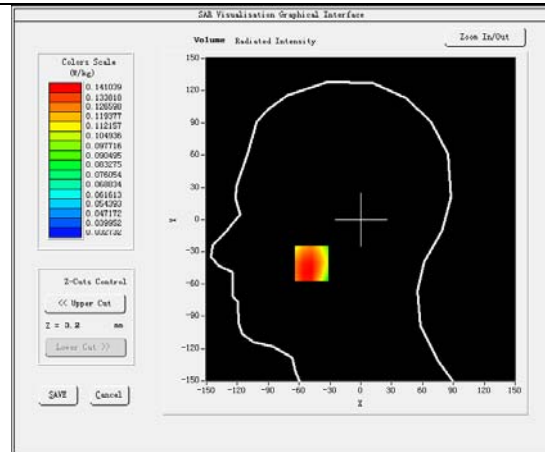 SAR Visualisation Graphical Interface
Volume Radiated Intensity
Zoom In/Out
Colors Scale
(W/kg)
0.141039
0.133818
0.126598
0.119377
0.112157
0.104936
0.097716
0.090495
0.083275
0.076054
0.068834
0.061613
0.054393
0.047172
0.039952
0.032732
Z-Cuts Control
<< Upper Cut
Z = 3.2 mm
Lower Cut >>
SAVE Cancel
150
120
90
60
30
0
-30
-60
-90
-120
-150
Y
-150 -120 -90 -60 -30 0 30 60 90 120 150
X